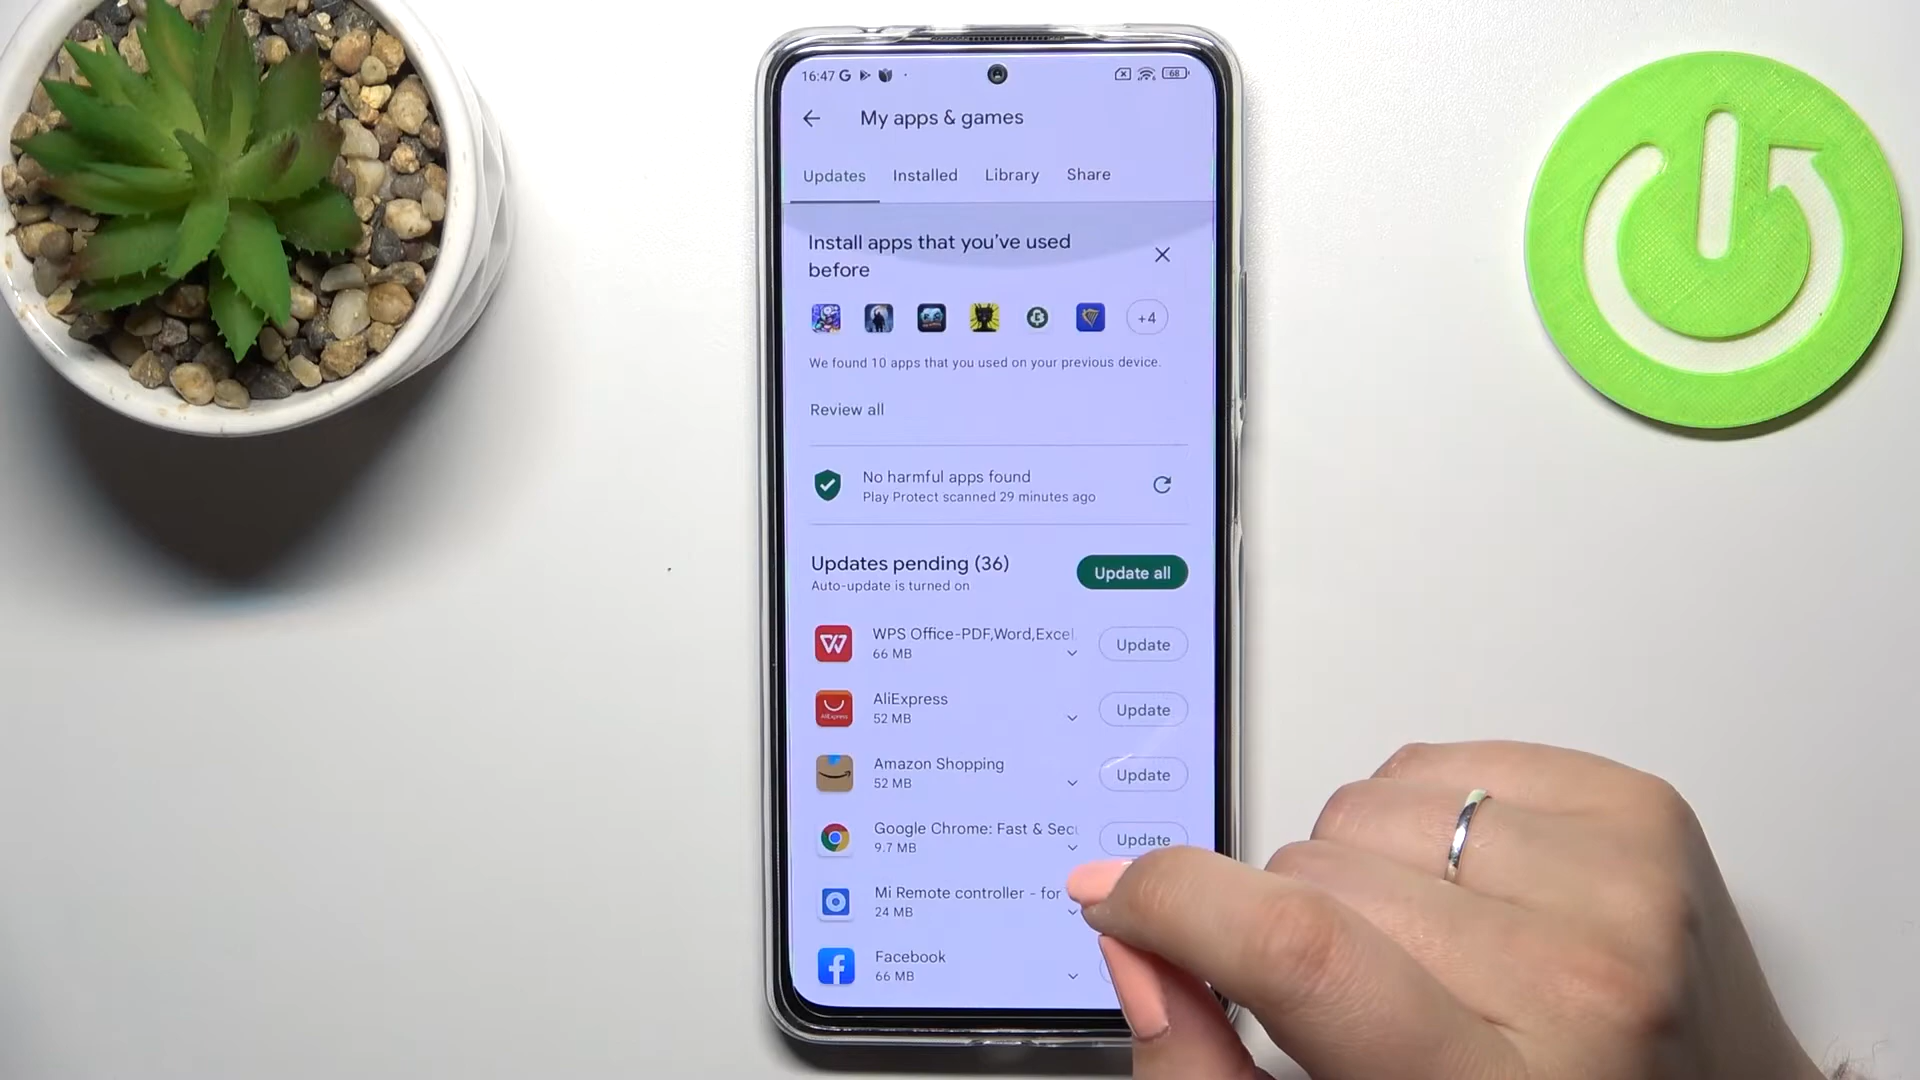 16:47
68
My apps & games
Updates Installed Library Share
Install apps that you've used
before
+4
We found 10 apps that you used on your previous device.
Review all
No harmful apps found
Play Protect scanned 29 minutes ago
Updates pending (36)
Update all
Auto-update is turned on
WPS Office-PDF,Word,Excel
66 MB
Update
AliExpress
AliExpress
52 MB
Update
Amazon Shopping
52 MB
Update
Google Chrome: Fast & Secu
9.7 MB
Update
Mi Remote controller - for
24 MB
Facebook
66 MB